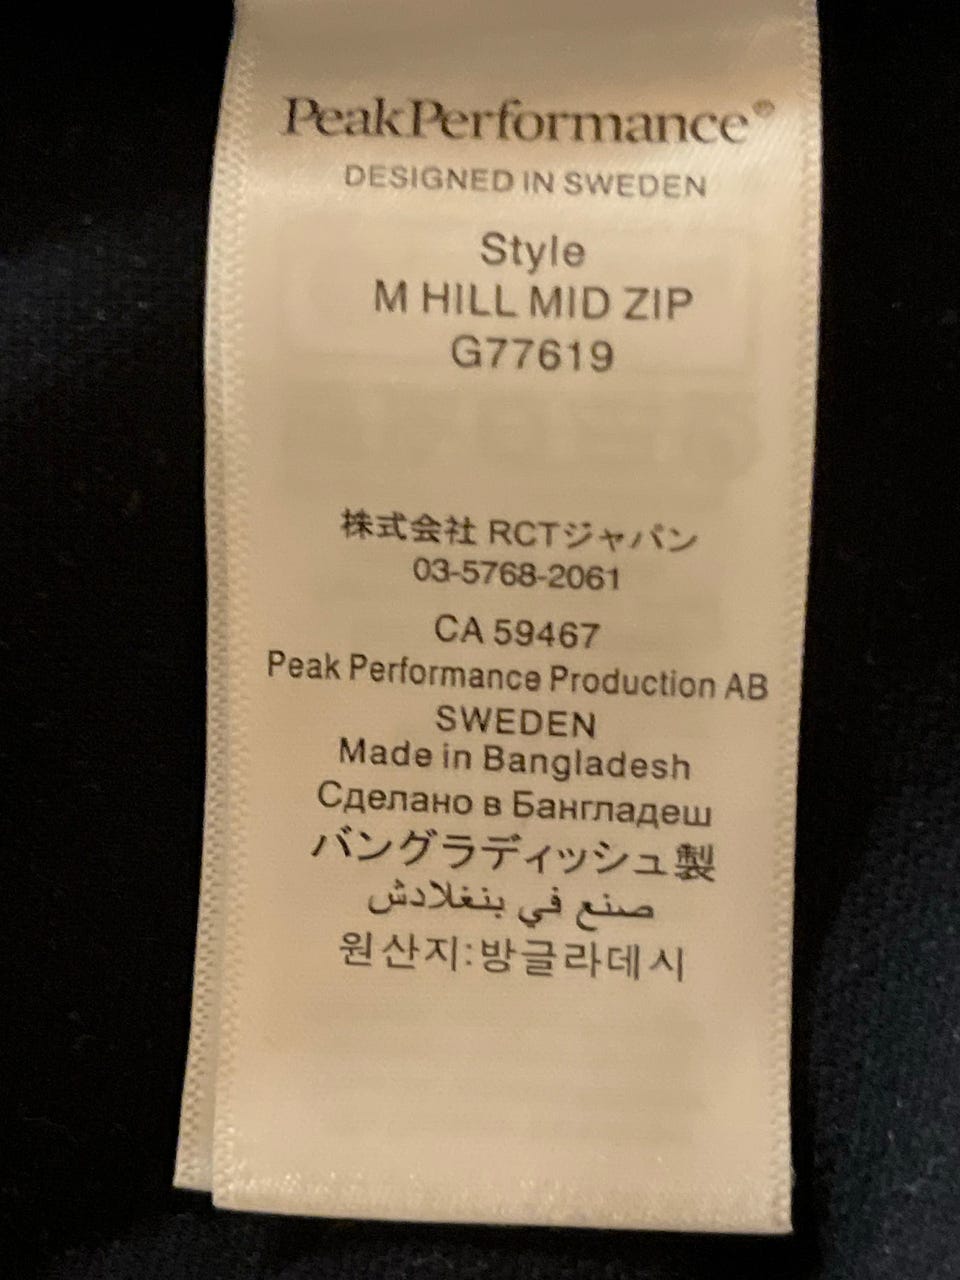 PeakPerformance®
DESIGNED IN SWEDEN
Style
M HILL MID ZIP
G77619
株式会社 RCTジャパン
03-5768-2061
CA 59467
Peak Performance Production AB
SWEDEN
Made in Bangladesh
Сделано в Бангладеш
バングラディッシュ製
صنع في بنغلادش
원산지:방글라데시